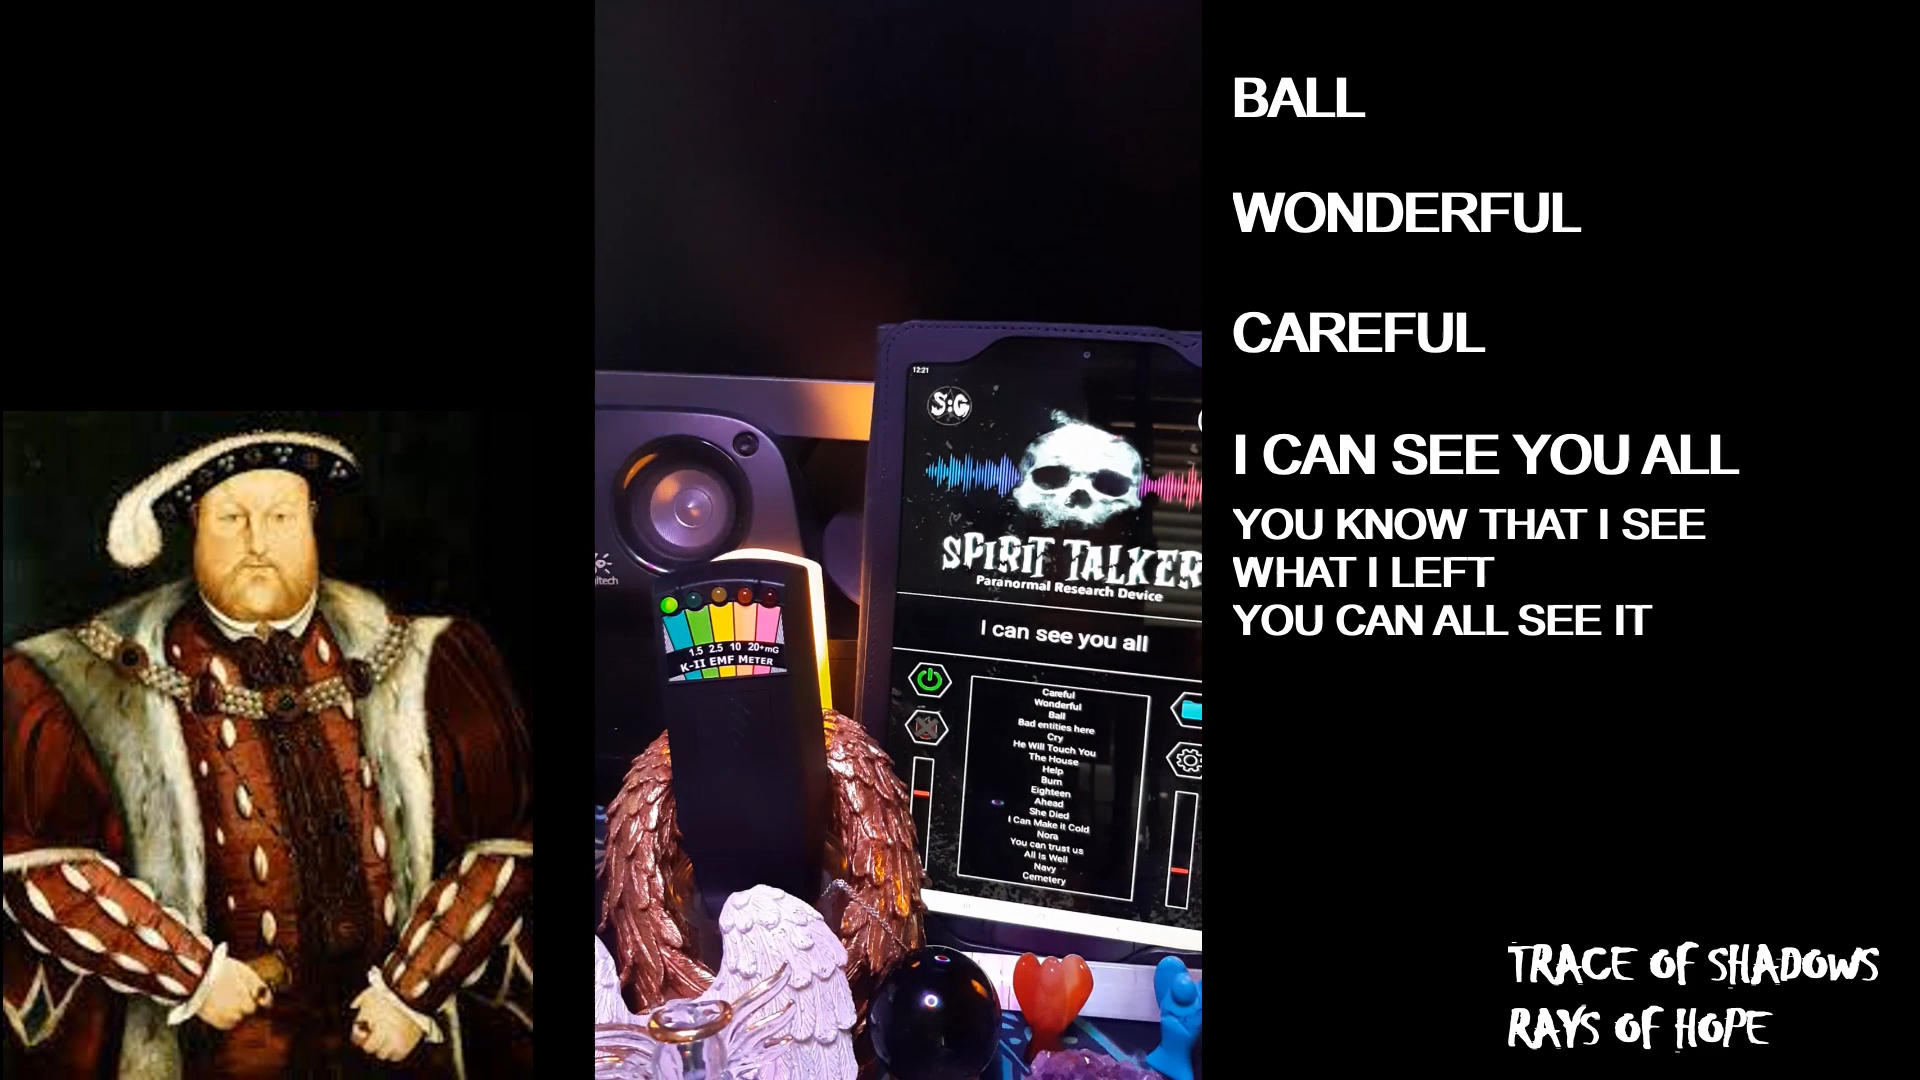 BALL
WONDERFUL
CAREFUL
I CAN SEE YOU ALL
YOU KNOW THAT I SEE
WHAT I LEFT
YOU CAN ALL SEE IT
12:21
S:G
SPIRIT TALKER
Paranormal Research Device
I can see you all
Careful
Wonderful
Ball
Bad entities here
Cry
He Will Touch You
The House
Help
Burn
Eighteen
Ahead
She Died
I Can Make it Cold
Nora
You can trust us
All Is Well
Navy
Cemetery
gitech
1.5 2.5 10 20+mG
K-II EMF METER
TRACE OF SHADOWS
RAYS OF HOPE